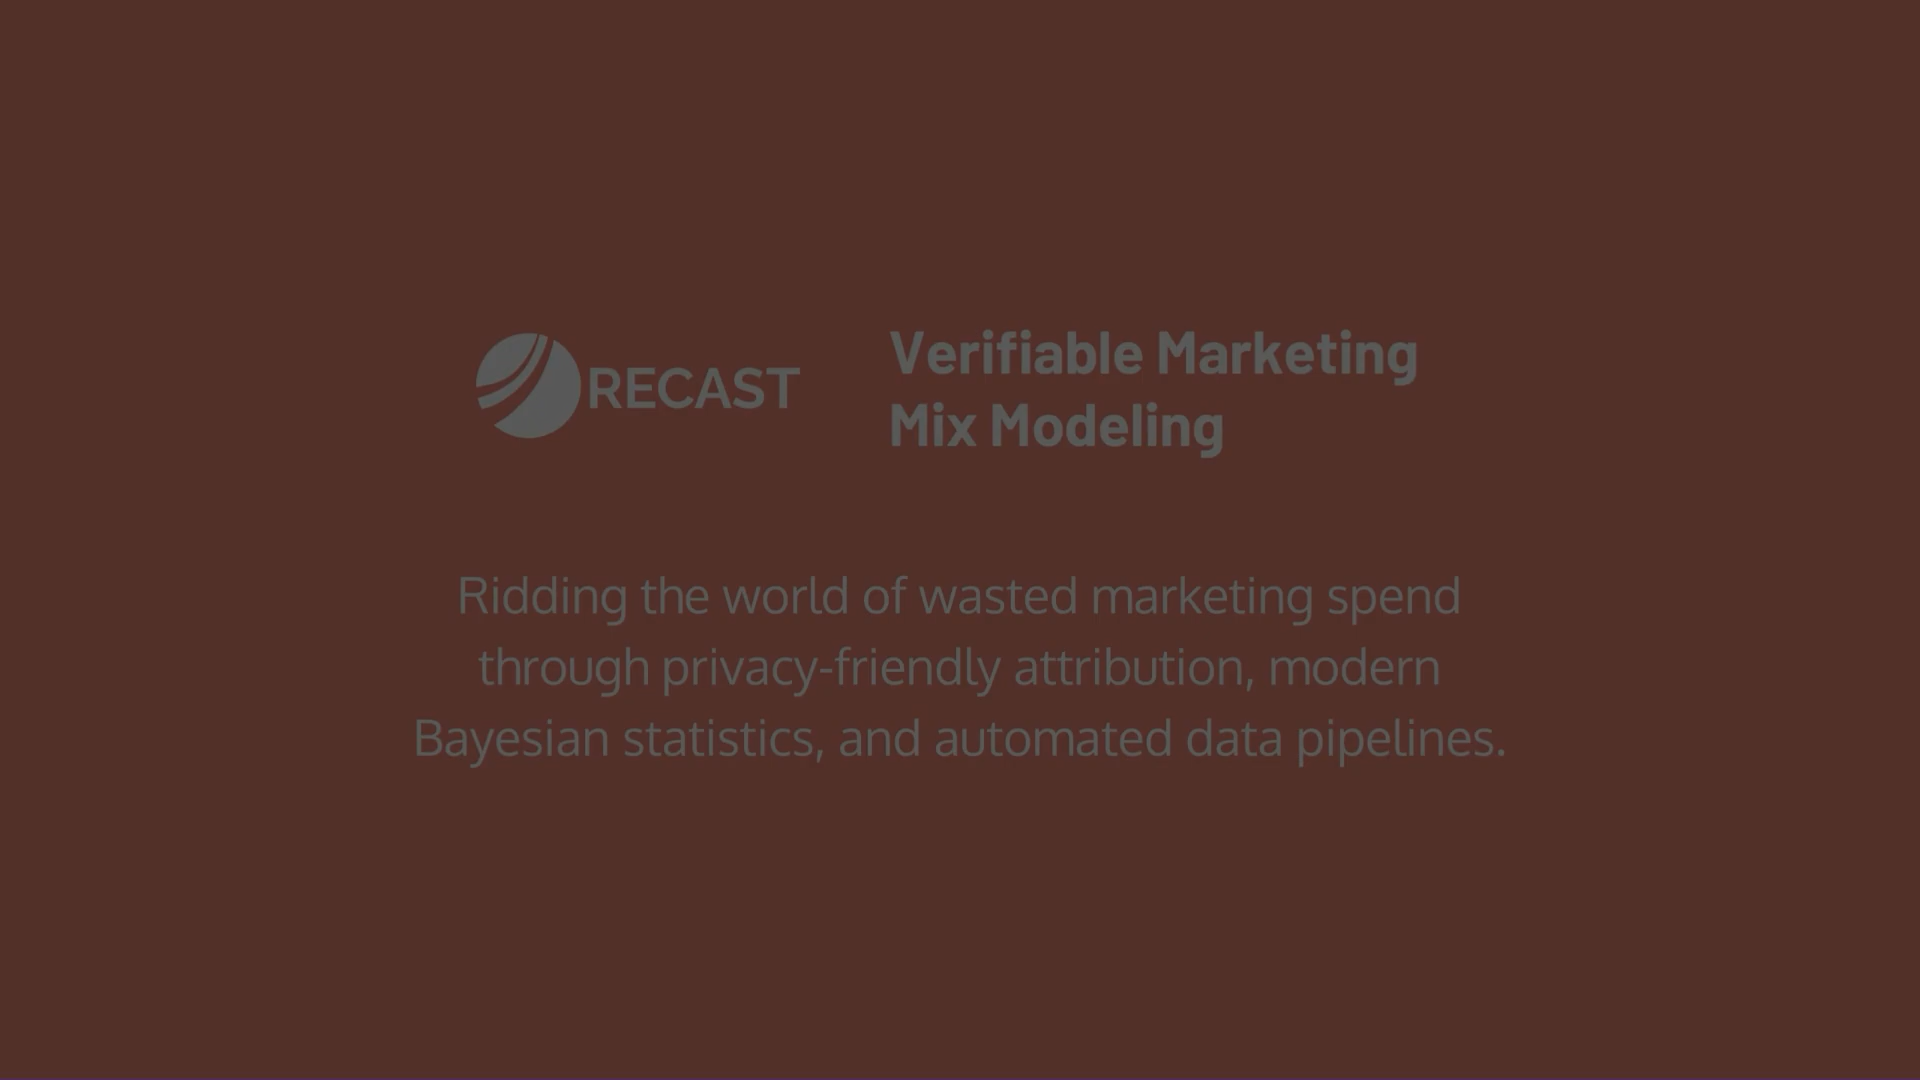 RECAST
Verifiable Marketing
Mix Modeling
Ridding the world of wasted marketing spend
through privacy-friendly attribution, modern
Bayesian statistics, and automated data pipelines.